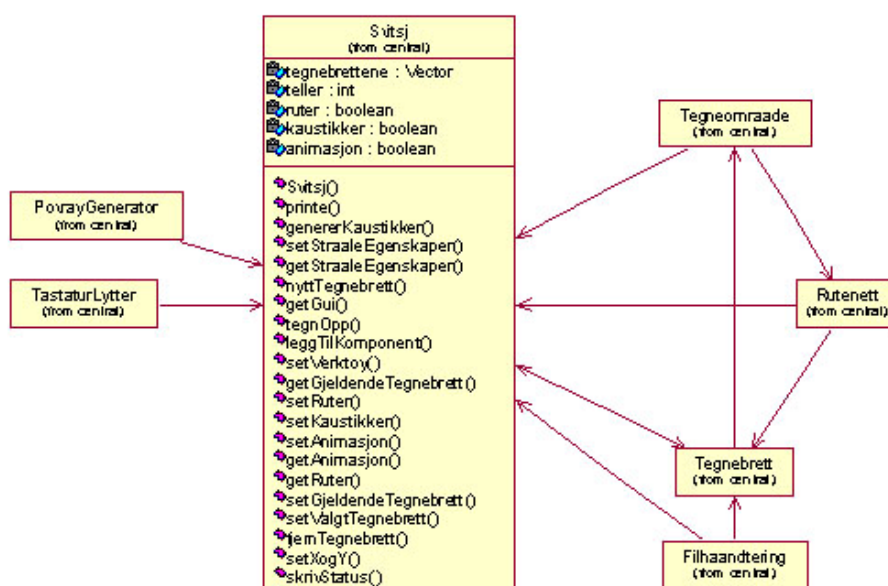 Svitsj
(from central)
tegnebrettene : Vector
teller : int
ruter : boolean
kaustikker : boolean
animasjon : boolean
Svitsj()
printe()
genererKaustikker()
setStraaleEgenskaper()
getStraaleEgenskaper()
nyttTegnebrett()
getGui()
tegnOpp()
leggTilKomponent()
setVerktoy()
getGjeldendeTegnebrett()
setRuter()
setKaustikker()
setAnimasjon()
getAnimasjon()
getRuter()
setGjeldendeTegnebrett()
setValgtTegnebrett()
fjernTegnebrett()
setXogY()
skrivStatus()
PovrayGenerator
(from central)
TastaturLytter
(from central)
Tegneomraade
(from central)
Rutenett
(from central)
Tegnebrett
(from central)
Filhaandtering
(from central)